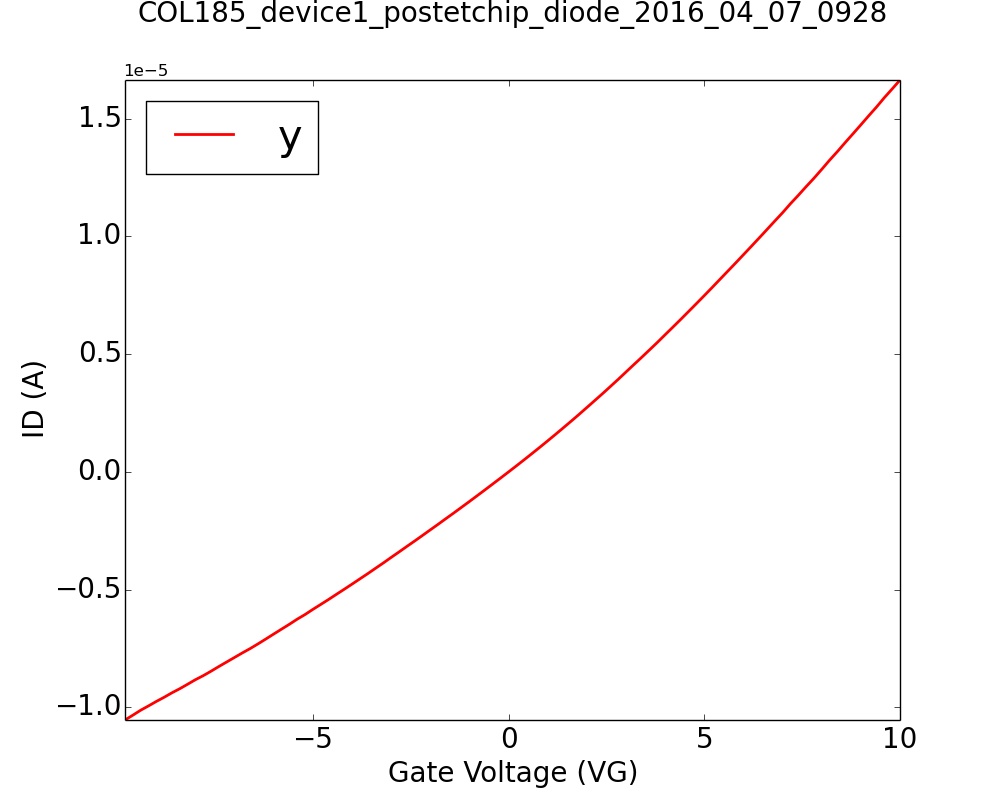 COL185_device1_postetchip_diode_2016_04_07_0928
1e−5
y
1.5
1.0
0.5
0.0
−0.5
−1.0
ID (A)
−5 0 5 10
Gate Voltage (VG)